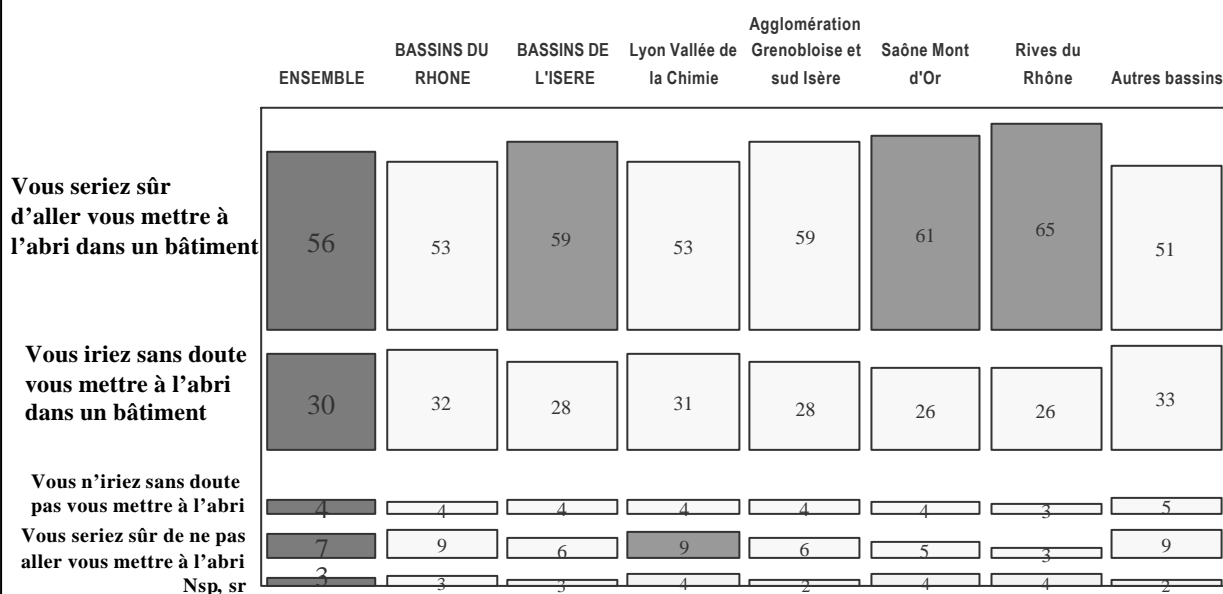 ENSEMBLE BASSINS DU RHONE BASSINS DE L'ISERE Lyon Vallée de la Chimie Agglomération Grenobloise et sud Isère Saône Mont d'Or Rives du Rhône Autres bassins
Vous seriez sûr
d'aller vous mettre à
l'abri dans un bâtiment
56 53 59 53 59 61 65 51
Vous iriez sans doute
vous mettre à l'abri
dans un bâtiment
30 32 28 31 28 26 26 33
Vous n'iriez sans doute
pas vous mettre à l'abri
4 4 4 4 4 4 3 5
Vous seriez sûr de ne pas
aller vous mettre à l'abri
7 9 6 9 6 5 3 9
Nsp, sr
3 3 3 4 2 4 4 2